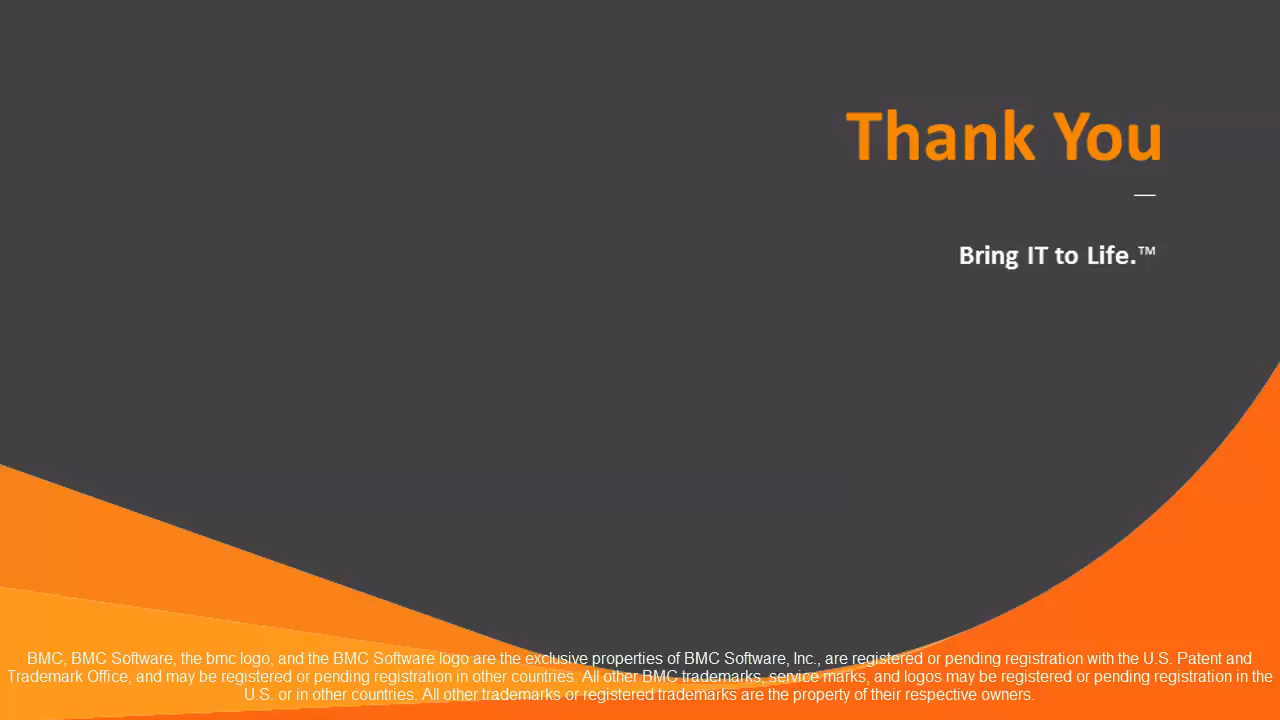 Thank You
—
Bring IT to Life.™
BMC, BMC Software, the bmc logo, and the BMC Software logo are the exclusive properties of BMC Software, Inc., are registered or pending registration with the U.S. Patent and
Trademark Office, and may be registered or pending registration in other countries. All other BMC trademarks, service marks, and logos may be registered or pending registration in the
U.S. or in other countries. All other trademarks or registered trademarks are the property of their respective owners.